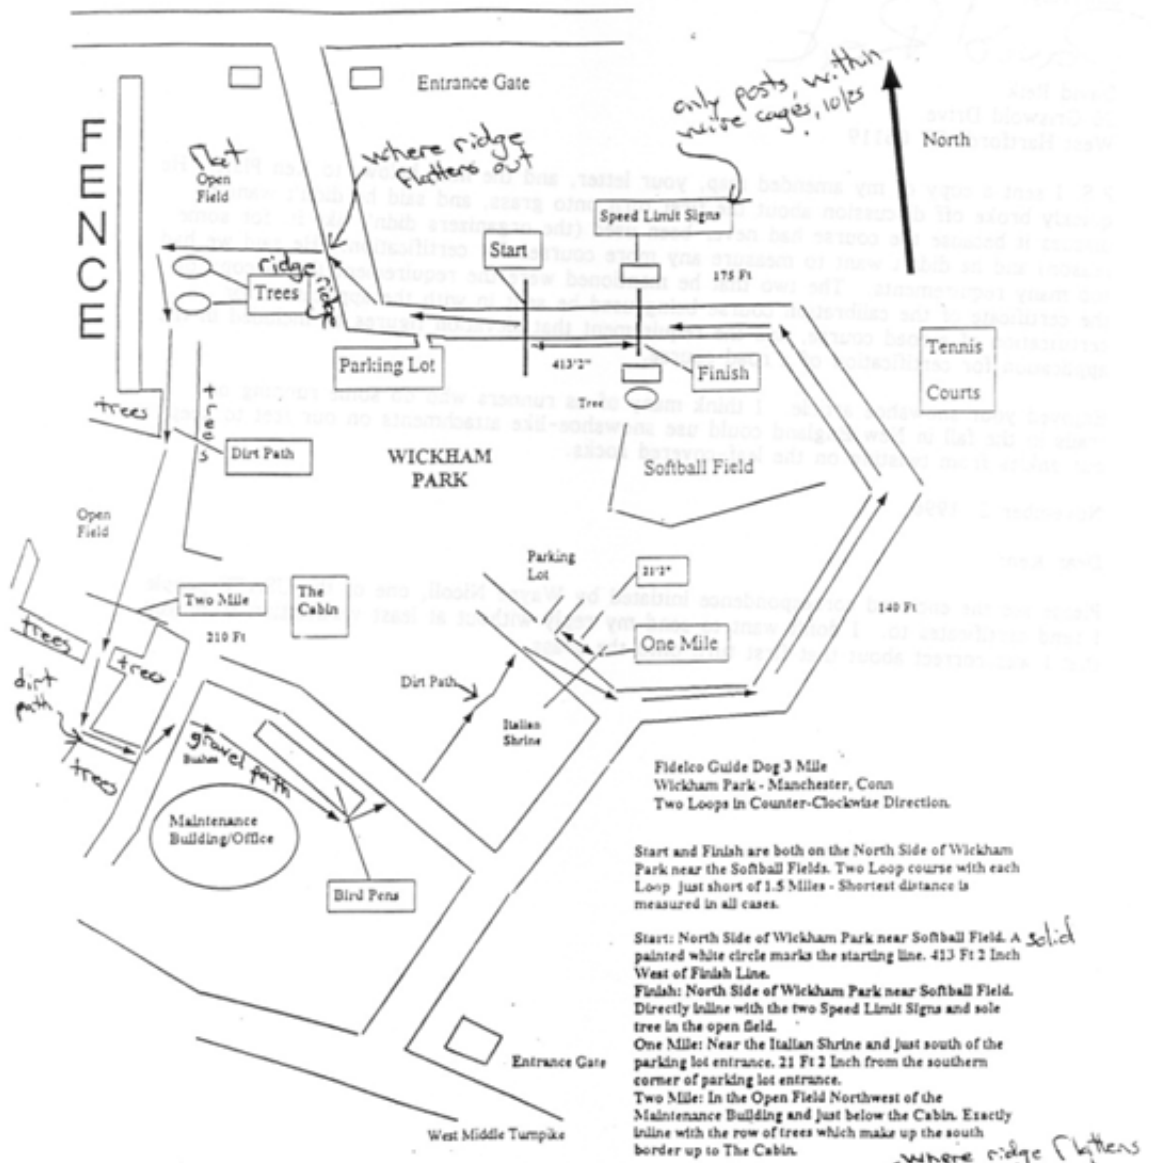 Entrance Gate
only posts, within
wire cages, 10/25
North
FENCE
flat
Open
Field
where ridge
flattens out
Speed Limit Signs
Start
175 Ft
ridge
Trees
ridge
Parking Lot
413'2"
Finish
Tree
Tennis
Courts
trees
trees
Dirt Path
WICKHAM
PARK
Softball Field
Open
Field
Parking
Lot
21'2"
Two Mile
The
Cabin
210 Ft
140 Ft
One Mile
trees
trees
dirt
path
Dirt Path
Italian
Shrine
trees
Bushes
gravel path
Maintenance
Building/Office
Bird Pens
Entrance Gate
West Middle Turnpike
Fidelco Guide Dog 3 Mile
Wickham Park - Manchester, Conn
Two Loops in Counter-Clockwise Direction.
Start and Finish are both on the North Side of Wickham
Park near the Softball Fields. Two Loop course with each
Loop just short of 1.5 Miles - Shortest distance is
measured in all cases.
Start: North Side of Wickham Park near Softball Field. A solid
painted white circle marks the starting line. 413 Ft 2 Inch
West of Finish Line.
Finish: North Side of Wickham Park near Softball Field.
Directly inline with the two Speed Limit Signs and sole
tree in the open field.
One Mile: Near the Italian Shrine and just south of the
parking lot entrance. 21 Ft 2 Inch from the southern
corner of parking lot entrance.
Two Mile: In the Open Field Northwest of the
Maintenance Building and just below the Cabin. Exactly
inline with the row of trees which make up the south
border up to The Cabin.
where ridge flattens